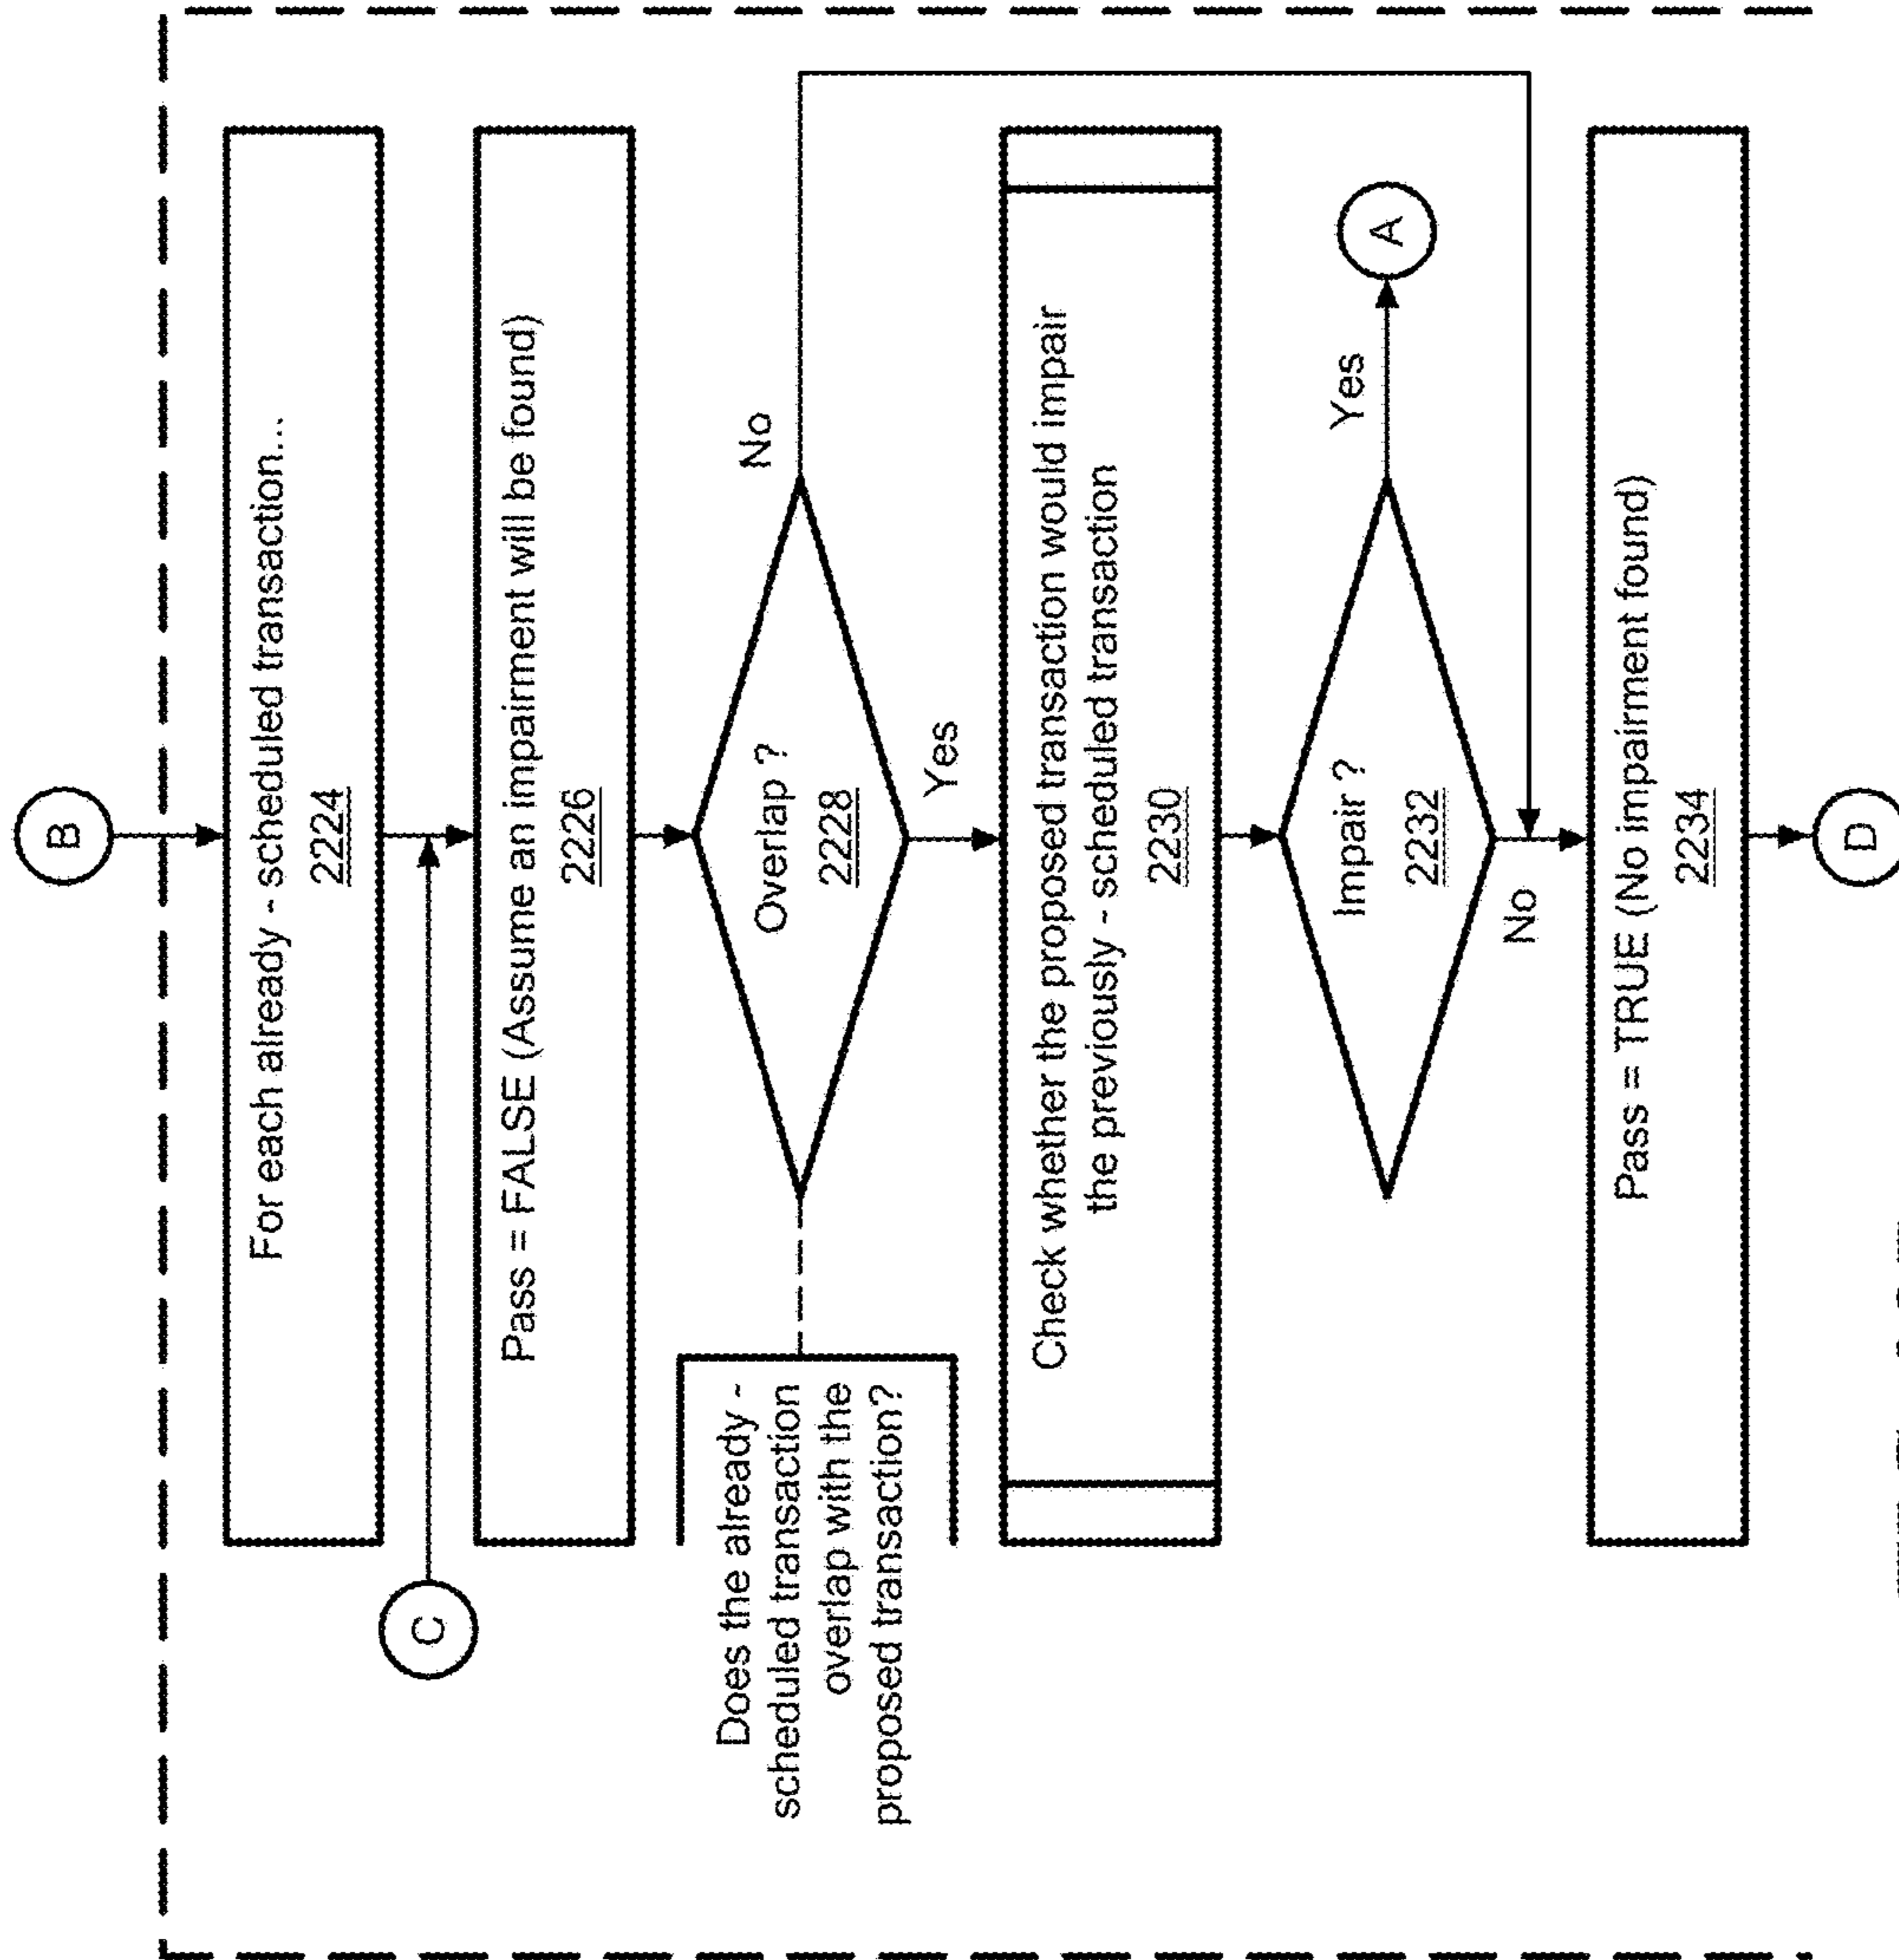 B
For each already - scheduled transaction...
2224
C
Pass = FALSE (Assume an impairment will be found)
2226
Does the already -
scheduled transaction
overlap with the
proposed transaction?
Overlap ?
2228
No
Yes
Check whether the proposed transaction would impair
the previously - scheduled transaction
2230
Impair ?
2232
Yes
A
No
Pass = TRUE (No impairment found)
2234
D